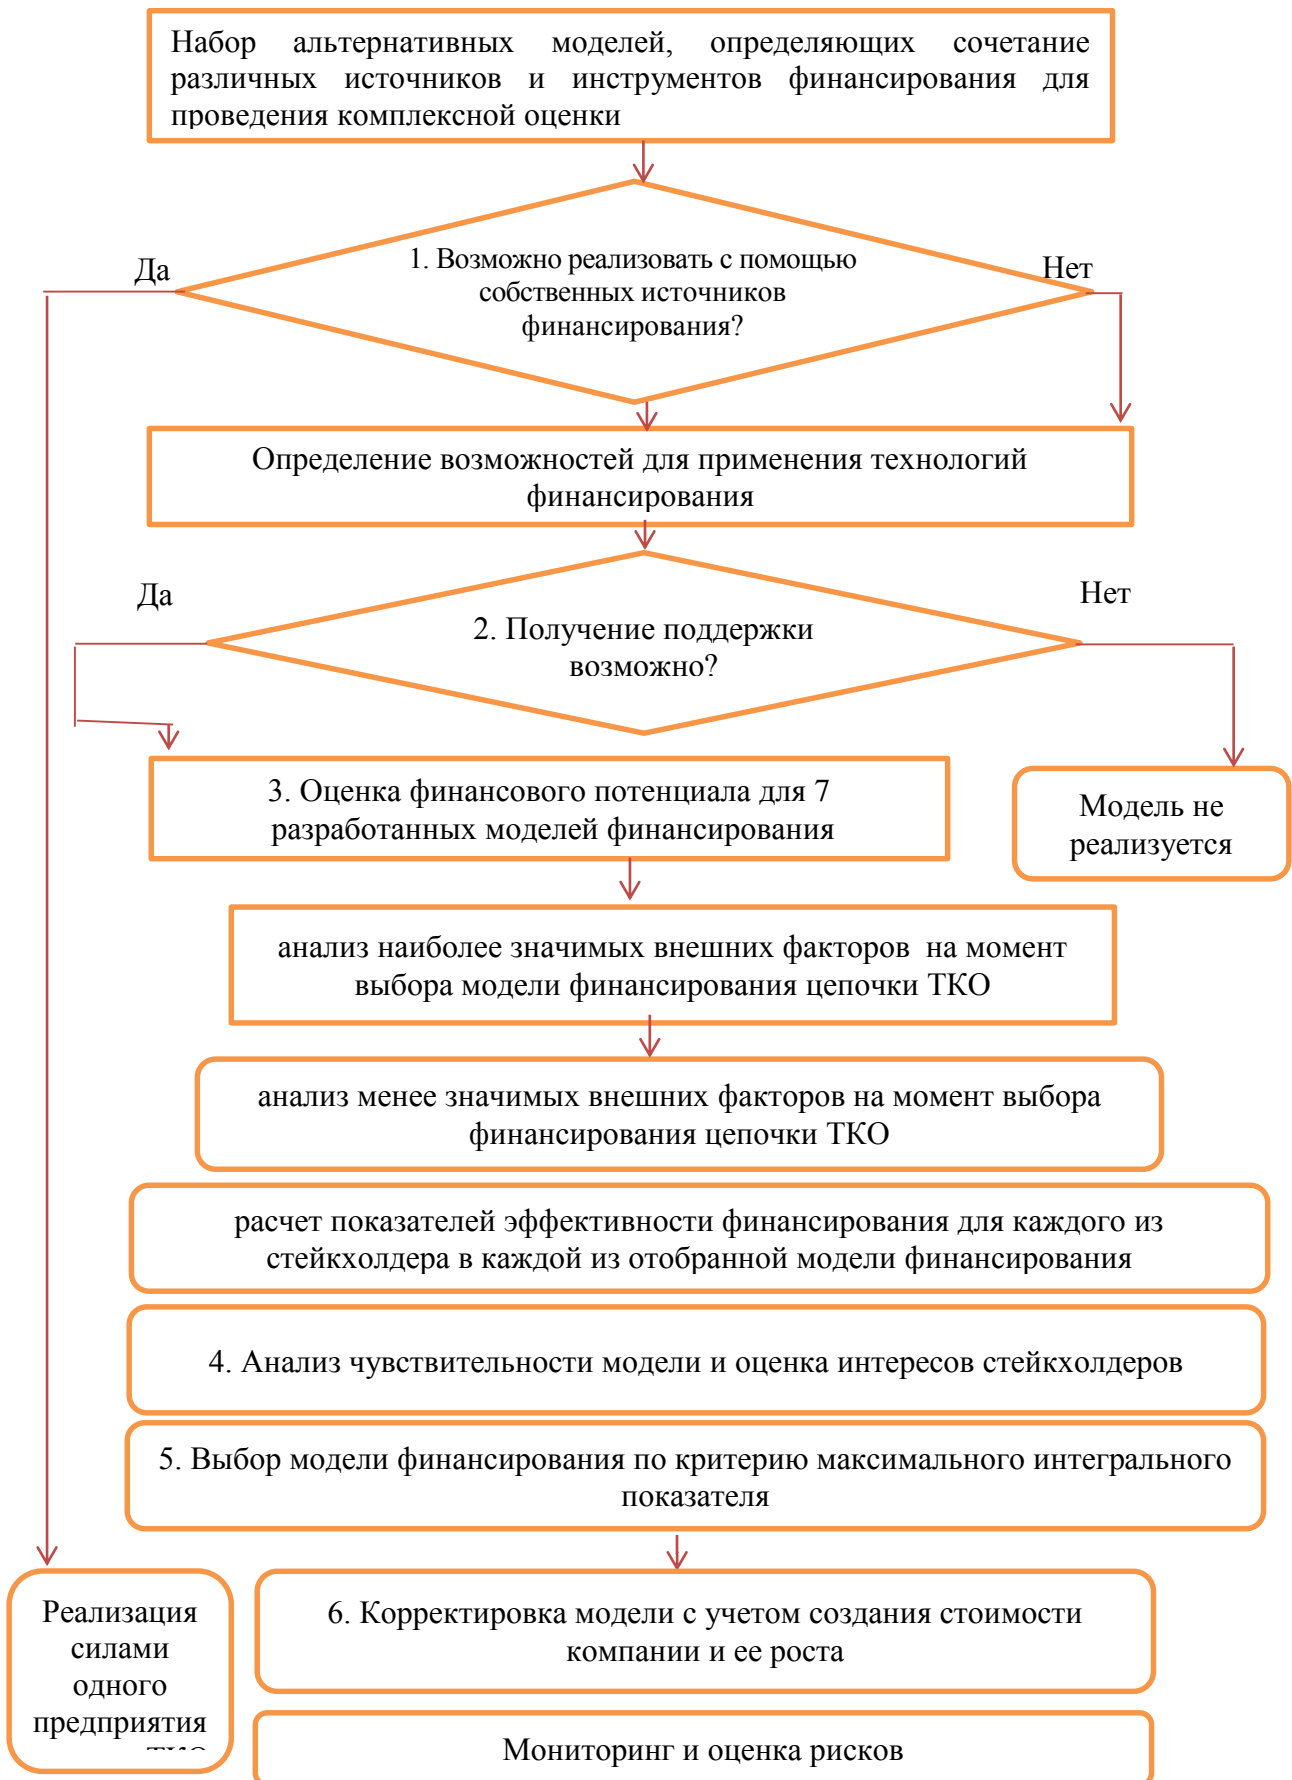 Набор альтернативных моделей, определяющих сочетание
различных источников и инструментов финансирования для
проведения комплексной оценки
Да
1. Возможно реализовать с помощью
собственных источников
финансирования?
Нет
Определение возможностей для применения технологий
финансирования
Да
2. Получение поддержки
возможно?
Нет
3. Оценка финансового потенциала для 7
разработанных моделей финансирования
Модель не
реализуется
анализ наиболее значимых внешних факторов на момент
выбора модели финансирования цепочки ТКО
анализ менее значимых внешних факторов на момент выбора
финансирования цепочки ТКО
расчет показателей эффективности финансирования для каждого из
стейкхолдера в каждой из отобранной модели финансирования
4. Анализ чувствительности модели и оценка интересов стейкхолдеров
5. Выбор модели финансирования по критерию максимального интегрального
показателя
Реализация
силами
одного
предприятия
6. Корректировка модели с учетом создания стоимости
компании и ее роста
Мониторинг и оценка рисков